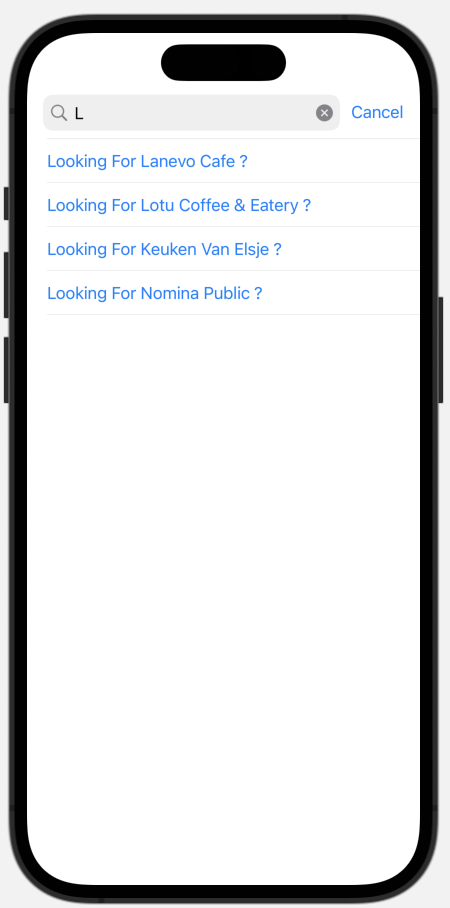 L
Cancel
Looking For Lanevo Cafe ?
Looking For Lotu Coffee & Eatery ?
Looking For Keuken Van Elsje ?
Looking For Nomina Public ?